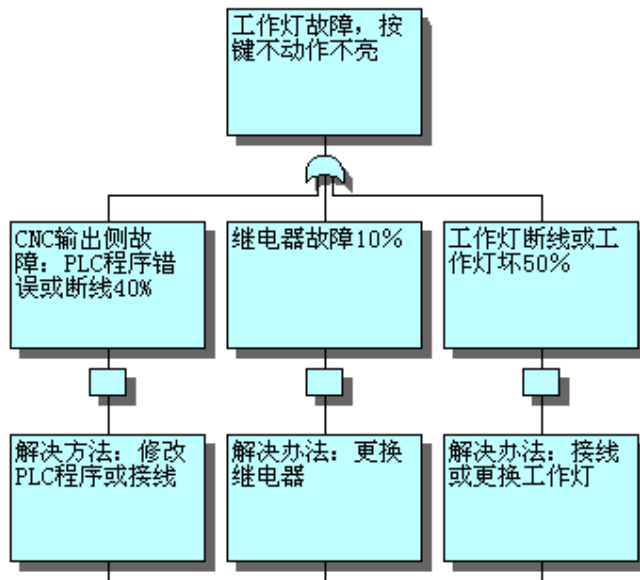 工作灯故障，按
键不动作不亮
CNC输出侧故
障：PLC程序错
误或断线40%
继电器故障10%
工作灯断线或工
作灯坏50%
解决方法：修改
PLC程序或接线
解决办法：更换
继电器
解决办法：接线
或更换工作灯